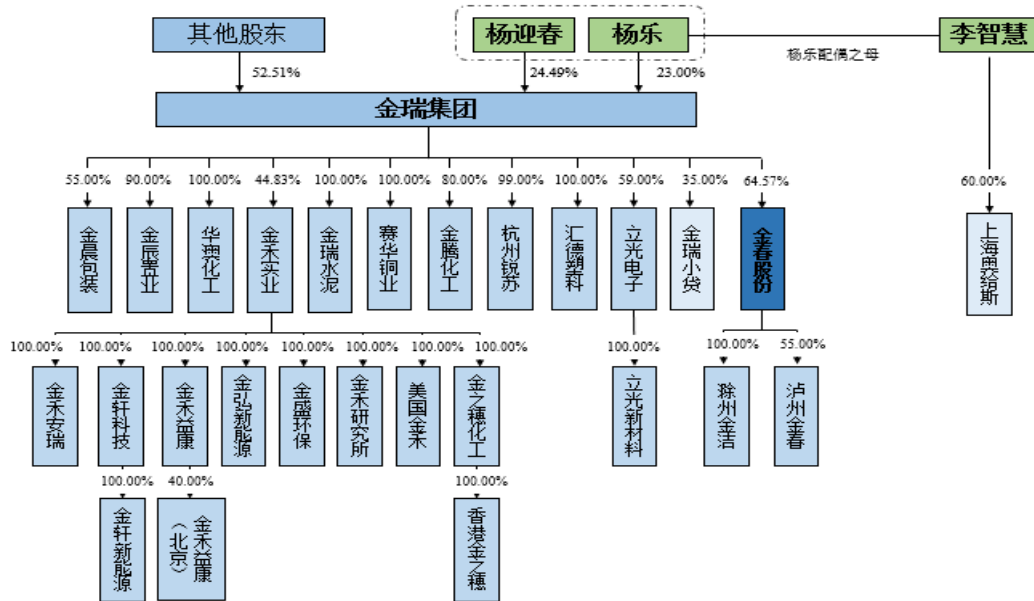 其他股东
杨迎春
杨乐
李智慧
杨乐配偶之母
52.51%
24.49%
23.00%
金瑞集团
55.00%
90.00%
100.00%
44.83%
100.00%
100.00%
80.00%
99.00%
100.00%
59.00%
35.00%
64.57%
60.00%
金晨包装
金辰置业
华澳化工
金禾实业
金瑞水泥
赛华铜业
金腾化工
杭州锐苏
汇德塑料
立光电子
金瑞小贷
金春股份
100.00%
100.00%
100.00%
100.00%
100.00%
100.00%
100.00%
100.00%
100.00%
100.00%
55.00%
金禾安瑞
金轩科技
金禾益康
金弘新能源
金盛环保
金禾研究所
美国金禾
金之穗化工
立光新材料
滁州金洁
泸州金春
100.00%
40.00%
100.00%
金轩新能源
金禾益康
（北京）
香港金之穗